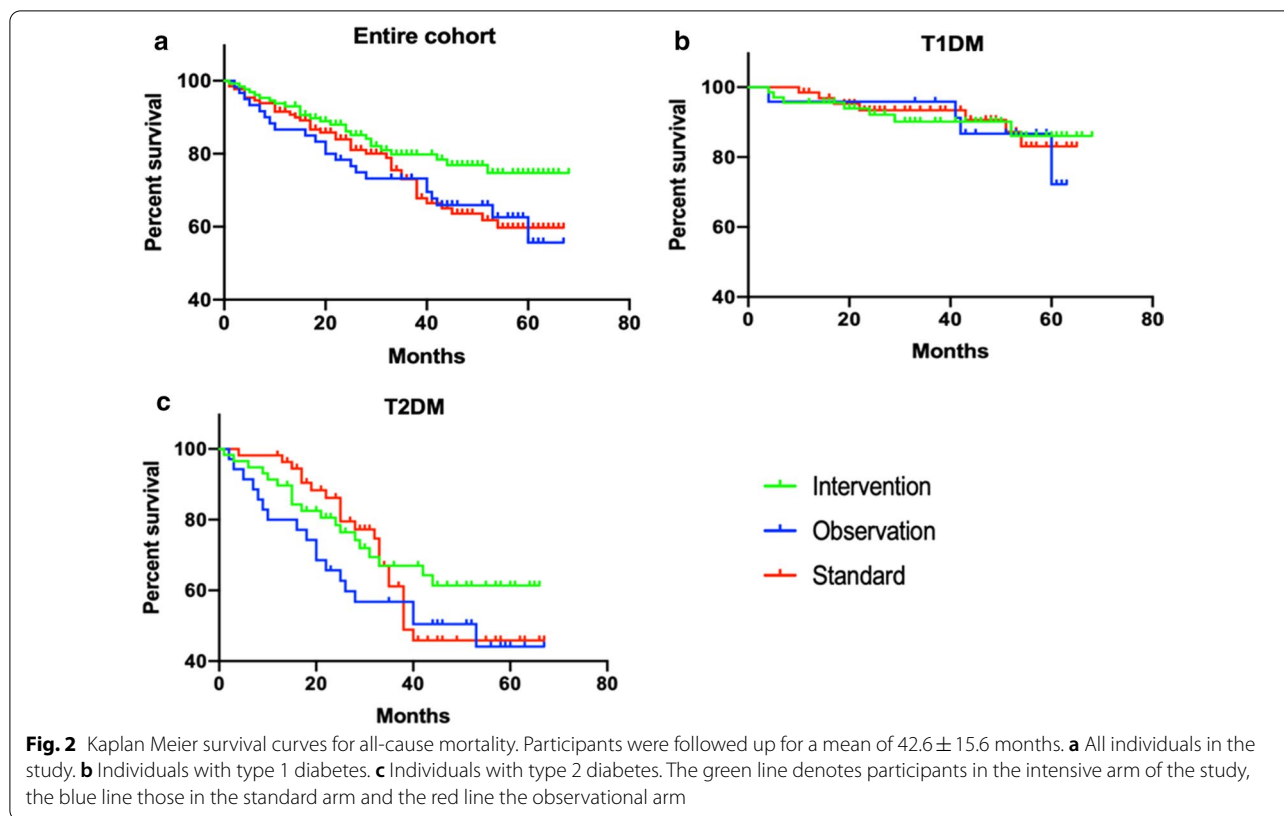 a
Entire cohort
100
80
60
40
0
20
40
60
80
Percent survival
Months
b
T1DM
100
80
60
40
0
20
40
60
80
Percent survival
Months
c
T2DM
100
80
60
40
0
20
40
60
80
Percent survival
Months
Intervention
Observation
Standard
Fig. 2 Kaplan Meier survival curves for all-cause mortality. Participants were followed up for a mean of 42.6 ± 15.6 months. a All individuals in the
study. b Individuals with type 1 diabetes. c Individuals with type 2 diabetes. The green line denotes participants in the intensive arm of the study,
the blue line those in the standard arm and the red line the observational arm